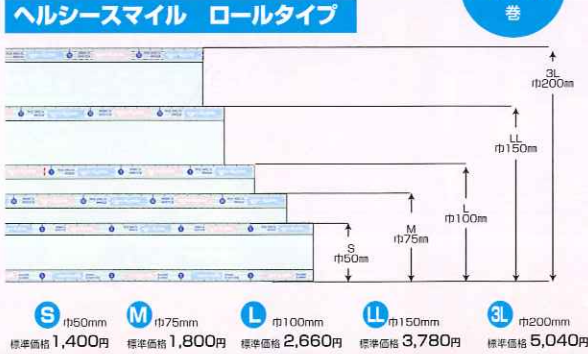 ヘルシースマイル ロールタイプ
巻
3L
巾200mm
LL
巾150mm
L
巾100mm
M
巾75mm
S
巾50mm
S 巾50mm
標準価格1,400円
M 巾75mm
標準価格1,800円
L 巾100mm
標準価格2,660円
LL 巾150mm
標準価格3,780円
3L 巾200mm
標準価格5,040円